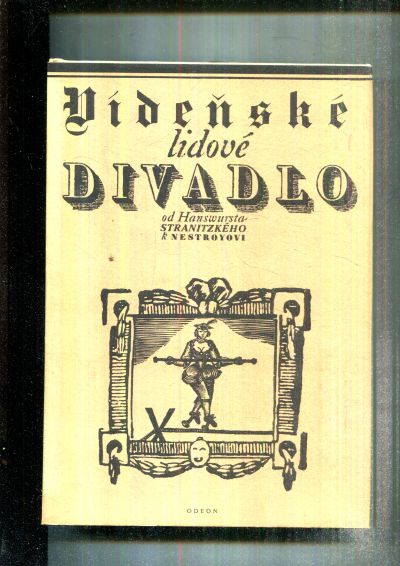 Vídeňské
lidové
DIVADLO
od Hanswursta-
STRANITZKÉHO
k NESTROYOVI
ODEON